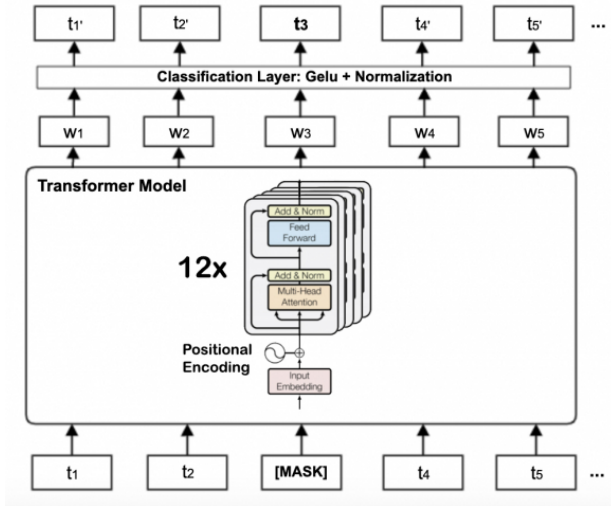 t1' t2' t3 t4' t5' ...
Classification Layer: Gelu + Normalization
w1 w2 w3 w4 w5
Transformer Model
Add & Norm
Feed
Forward
12x
Add & Norm
Multi-Head
Attention
Positional
Encoding
Input
Embedding
t1 t2 [MASK] t4 t5 ...